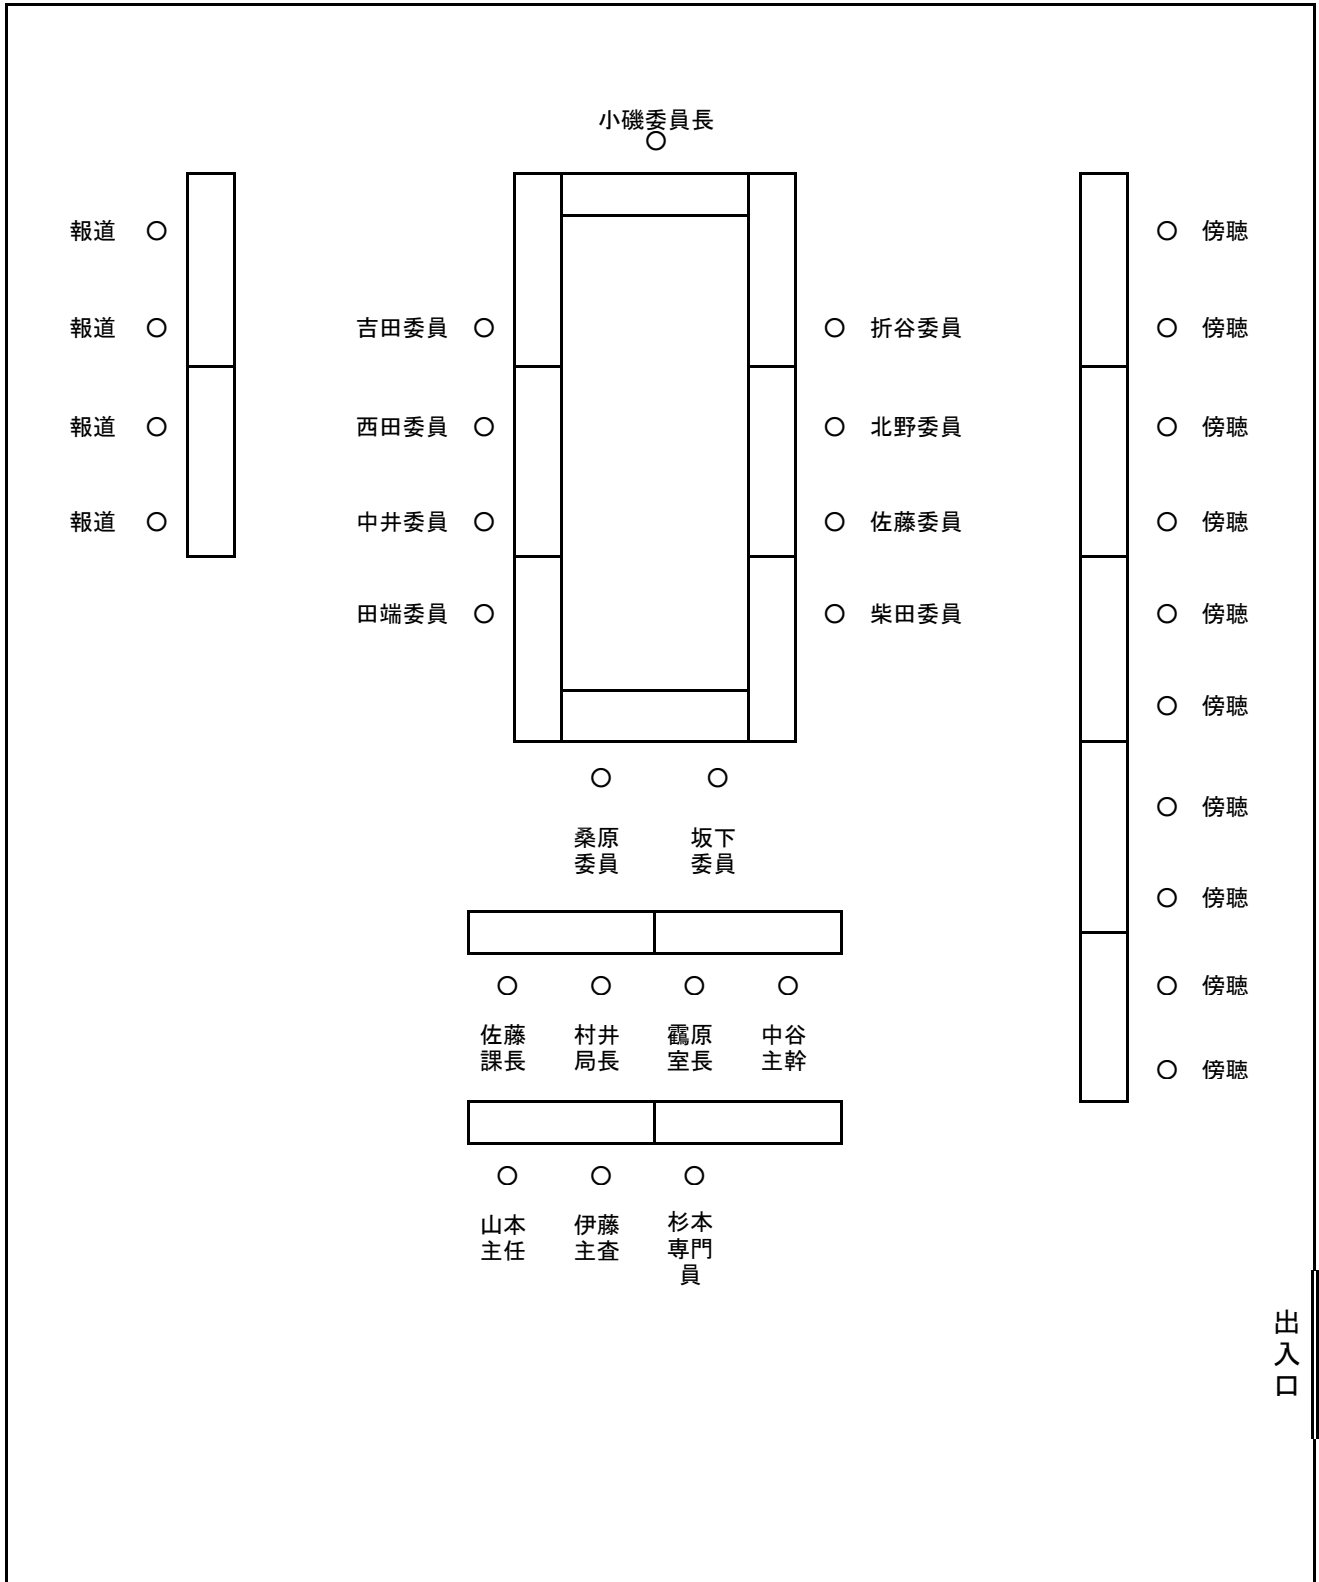 小磯委員長
報道 ○ ○ 傍聴
報道 ○ 吉田委員 ○ ○ 折谷委員 ○ 傍聴
報道 ○ 西田委員 ○ ○ 北野委員 ○ 傍聴
報道 ○ 中井委員 ○ ○ 佐藤委員 ○ 傍聴
田端委員 ○ ○ 柴田委員 ○ 傍聴
○ 傍聴
○ 傍聴
桑原 坂下
委員 委員
○ 傍聴
○ ○ ○ ○ ○ 傍聴
佐藤 村井 靍原 中谷
課長 局長 室長 主幹
○ 傍聴
○ ○ ○
山本 伊藤 杉本
主任 主査 専門
員
出
入
口